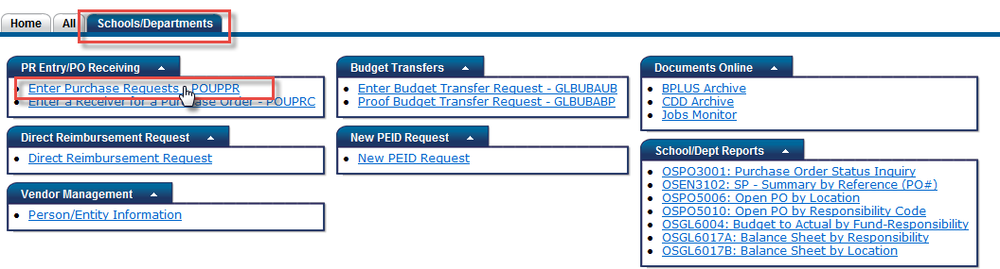 Home All Schools/Departments
PR Entry/PO Receiving
Enter Purchase Requests - POUPPR
Enter a Receiver for a Purchase Order - POUPRC
Direct Reimbursement Request
Direct Reimbursement Request
Vendor Management
Person/Entity Information
Budget Transfers
Enter Budget Transfer Request - GLBUBAUB
Proof Budget Transfer Request - GLBUBABP
New PEID Request
New PEID Request
Documents Online
BPLUS Archive
CDD Archive
Jobs Monitor
School/Dept Reports
OSPO3001: Purchase Order Status Inquiry
OSEN3102: SP - Summary by Reference (PO#)
OSPO5006: Open PO by Location
OSPO5010: Open PO by Responsibility Code
OSGL6004: Budget to Actual by Fund-Responsibility
OSGL6017A: Balance Sheet by Responsibility
OSGL6017B: Balance Sheet by Location